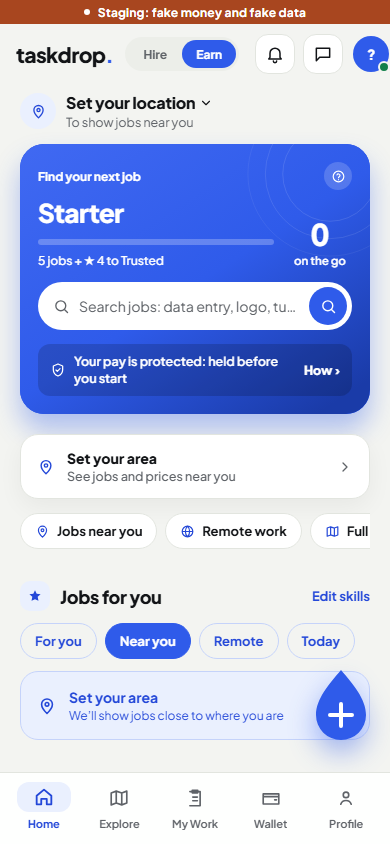 Staging: fake money and fake data
taskdrop.
Hire
Earn
?
Set your location
To show jobs near you
Find your next job
Starter
5 jobs + ★ 4 to Trusted
0
on the go
Search jobs: data entry, logo, tu…
Your pay is protected: held before
you start
How ›
Set your area
See jobs and prices near you
Jobs near you
Remote work
Full
Jobs for you
Edit skills
For you
Near you
Remote
Today
Set your area
We’ll show jobs close to where you are
Home
Explore
My Work
Wallet
Profile